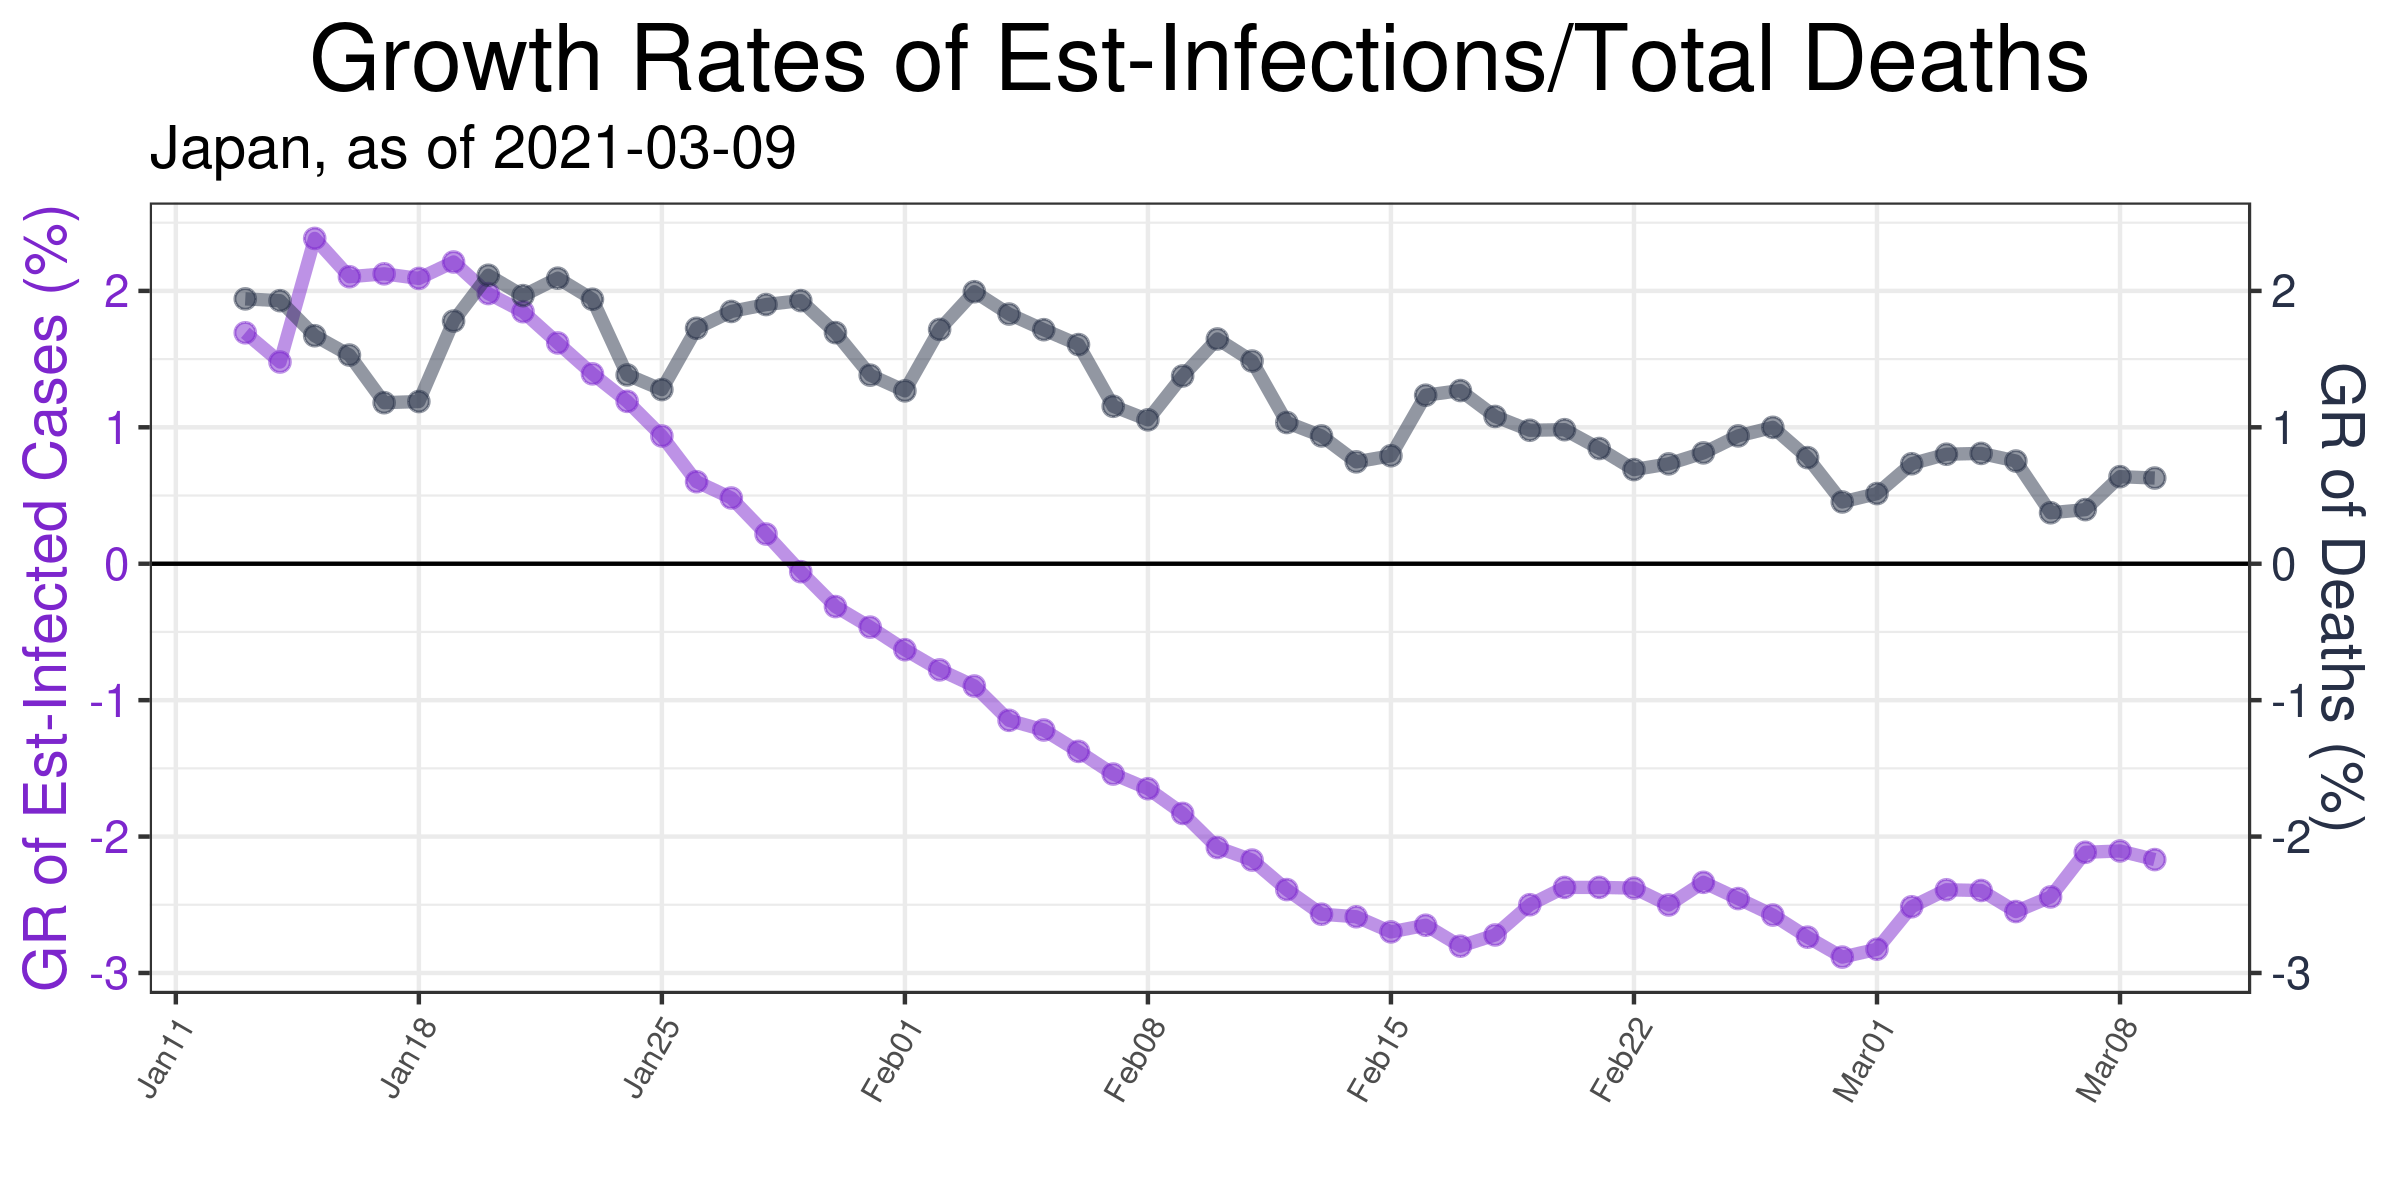 Growth Rates of Est-Infections/Total Deaths
Japan, as of 2021-03-09
GR of Est-Infected Cases (%)
2
1
0
-1
-2
-3
2
1
0
-1
-2
-3
GR of Deaths (%)
Jan11
Jan18
Jan25
Feb01
Feb08
Feb15
Feb22
Mar01
Mar08